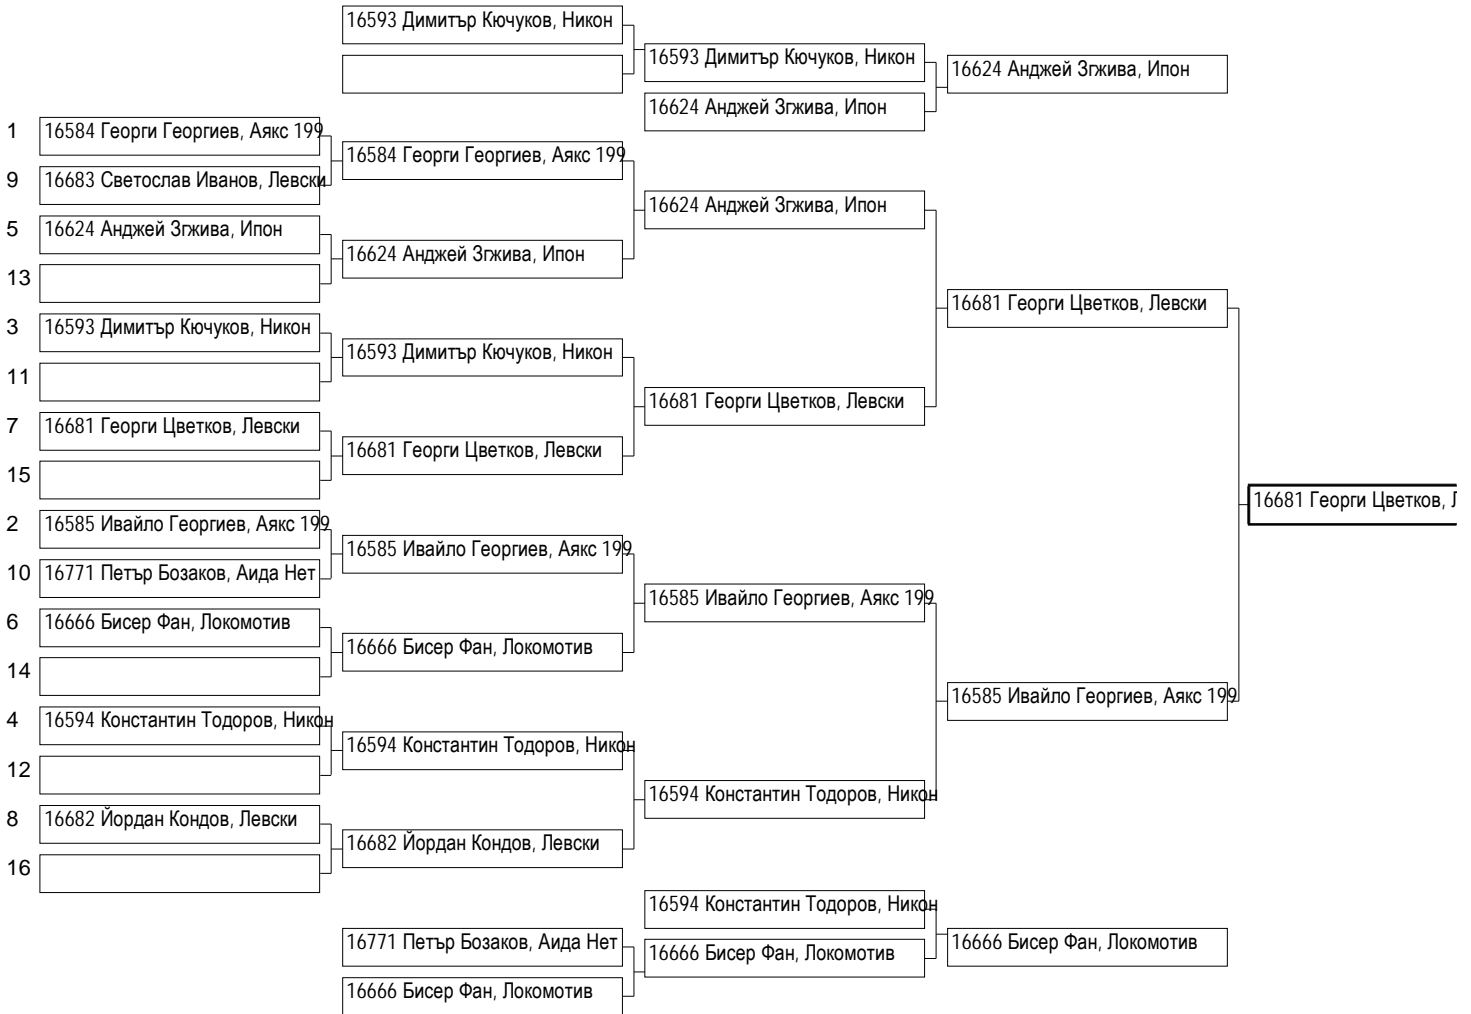 16593 Димитър Кючуков, Никон
16593 Димитър Кючуков, Никон
16624 Анджей Згжива, Ипон
16624 Анджей Згжива, Ипон
1 16584 Георги Георгиев, Аякс 199
16584 Георги Георгиев, Аякс 199
9 16683 Светослав Иванов, Левски
16624 Анджей Згжива, Ипон
5 16624 Анджей Згжива, Ипон
16624 Анджей Згжива, Ипон
13
16681 Георги Цветков, Левски
3 16593 Димитър Кючуков, Никон
16593 Димитър Кючуков, Никон
11
16681 Георги Цветков, Левски
7 16681 Георги Цветков, Левски
16681 Георги Цветков, Левски
15
16681 Георги Цветков,
2 16585 Ивайло Георгиев, Аякс 199
16585 Ивайло Георгиев, Аякс 199
10 16771 Петър Бозаков, Аида Нет
16585 Ивайло Георгиев, Аякс 199
6 16666 Бисер Фан, Локомотив
16666 Бисер Фан, Локомотив
14
16585 Ивайло Георгиев, Аякс 199
4 16594 Константин Тодоров, Никон
16594 Константин Тодоров, Никон
12
16594 Константин Тодоров, Никон
8 16682 Йордан Кондов, Левски
16682 Йордан Кондов, Левски
16
16594 Константин Тодоров, Никон
16771 Петър Бозаков, Аида Нет
16666 Бисер Фан, Локомотив
16666 Бисер Фан, Локомотив
16666 Бисер Фан, Локомотив